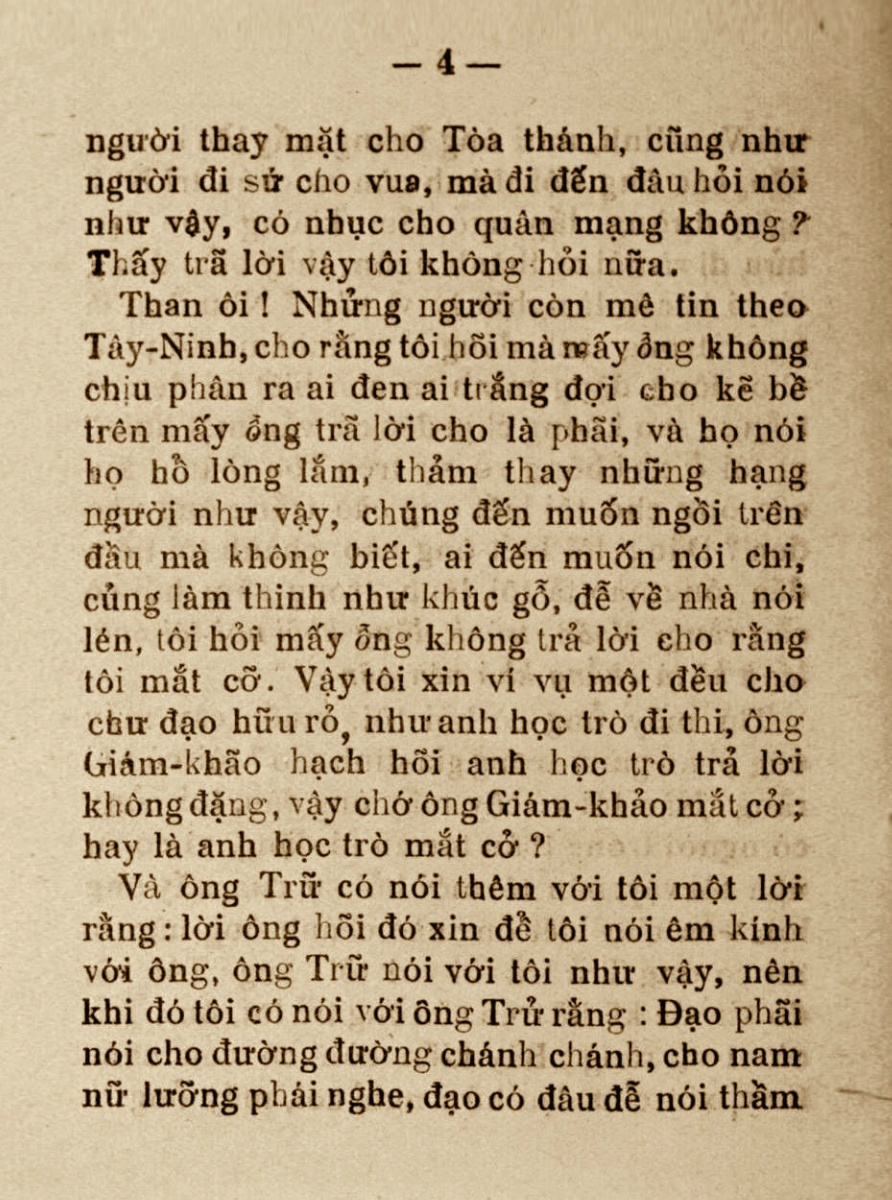 — 4 —
người thay mặt cho Tòa thánh, cũng như
người đi sứ cho vua, mà đi đến đâu hỏi nói
như vậy, có nhục cho quân mạng không ?
Thấy trã lời vậy tôi không hỏi nữa.
Than ôi ! Nhửng người còn mê tin theo
Tây-Ninh, cho rằng tôi hõi mà mấy ổng không
chịu phân ra ai đen ai trắng đợi cho kẽ bề
trên mấy ổng trã lời cho là phãi, và họ nói
họ hồ lòng lắm, thảm thay những hạng
người như vậy, chúng đến muốn ngồi trên
đầu mà không biết, ai đến muốn nói chi,
củng làm thinh như khúc gỗ, đễ về nhà nói
lén, tôi hỏi mấy ổng không trả lời cho rằng
tôi mắt cỡ. Vậy tôi xin ví vụ một đều cho
chư đạo hữu rỏ, như anh học trò đi thi, ông
Giám-khão hạch hõi anh học trò trả lời
không đặng, vậy chớ ông Giám-khảo mắt cở ;
hay là anh học trò mắt cở ?
Và ông Trữ có nói thêm với tôi một lời
rằng : lời ông hõi đó xin đề tôi nói êm kính
với ông, ông Trữ nói với tôi như vậy, nên
khi đó tôi có nói với ông Trử rằng : Đạo phãi
nói cho đường đường chánh chánh, cho nam
nữ lưỡng phái nghe, đạo có đâu đễ nói thầm